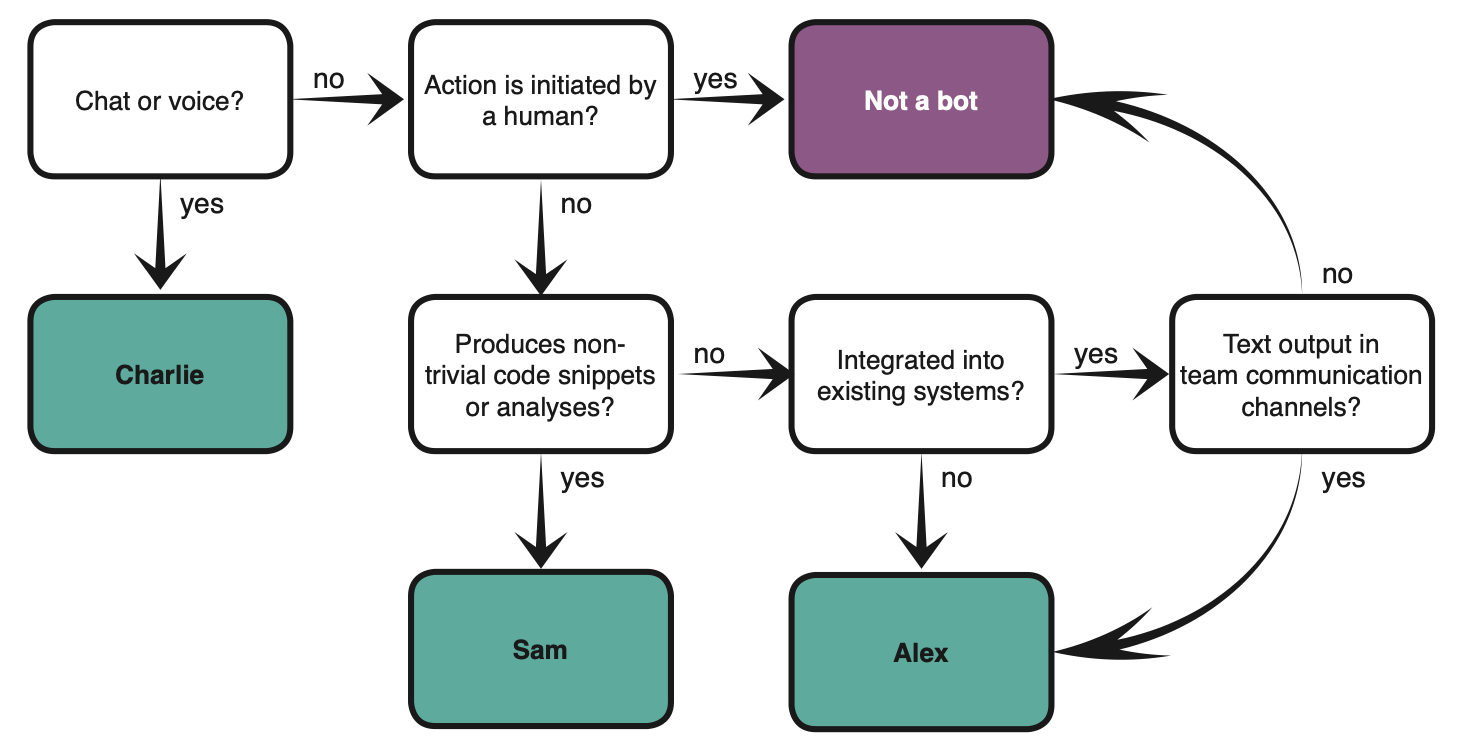 Chat or voice?
no
Action is initiated by
a human?
yes
Not a bot
yes
no
Charlie
Produces non-
trivial code snippets
or analyses?
no
Integrated into
existing systems?
yes
Text output in
team communication
channels?
no
yes
no
yes
Sam
Alex